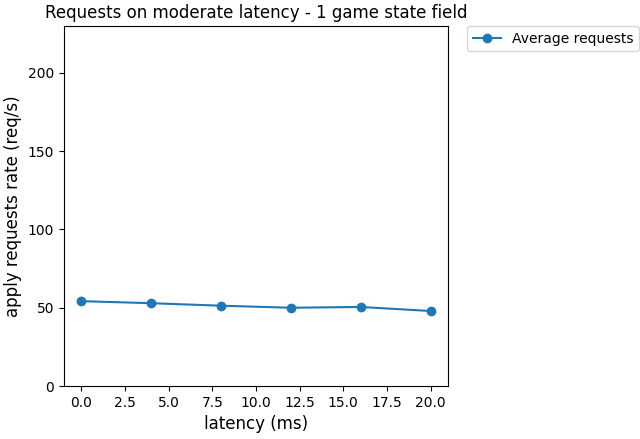 Requests on moderate latency - 1 game state field
Average requests
apply requests rate (req/s)
200
150
100
50
0
0.0 2.5 5.0 7.5 10.0 12.5 15.0 17.5 20.0
latency (ms)